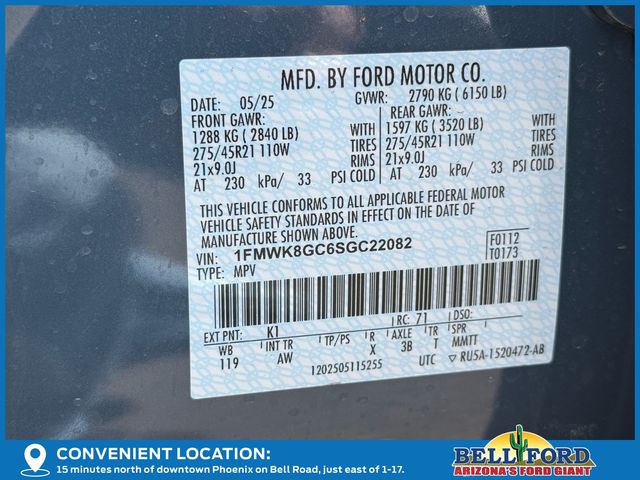 MFD. BY FORD MOTOR CO.
DATE: 05/25 GVWR: 2790 KG ( 6150 LB)
FRONT GAWR: REAR GAWR:
1288 KG ( 2840 LB) WITH 1597 KG ( 3520 LB) WITH
275/45R21 110W TIRES 275/45R21 110W TIRES
21x9.0J RIMS 21x9.0J RIMS
AT 230 kPa/ 33 PSI COLD AT 230 kPa/ 33 PSI COLD
THIS VEHICLE CONFORMS TO ALL APPLICABLE FEDERAL MOTOR
VEHICLE SAFETY STANDARDS IN EFFECT ON THE DATE OF
MANUFACTURE SHOWN ABOVE.
VIN: 1FMWK8GC6SGC22082 F0112
TYPE: MPV T0173
EXT PNT: K1 RC: 71 DSO:
WB INT TR TP/PS R AXLE TR SPR
119 AW X 3B T MMTT
1202505115255 UTC ▽ RU5A-1520472-AB
CONVENIENT LOCATION:
15 minutes north of downtown Phoenix on Bell Road, just east of 1-17.
BELL FORD
ARIZONA'S FORD GIANT